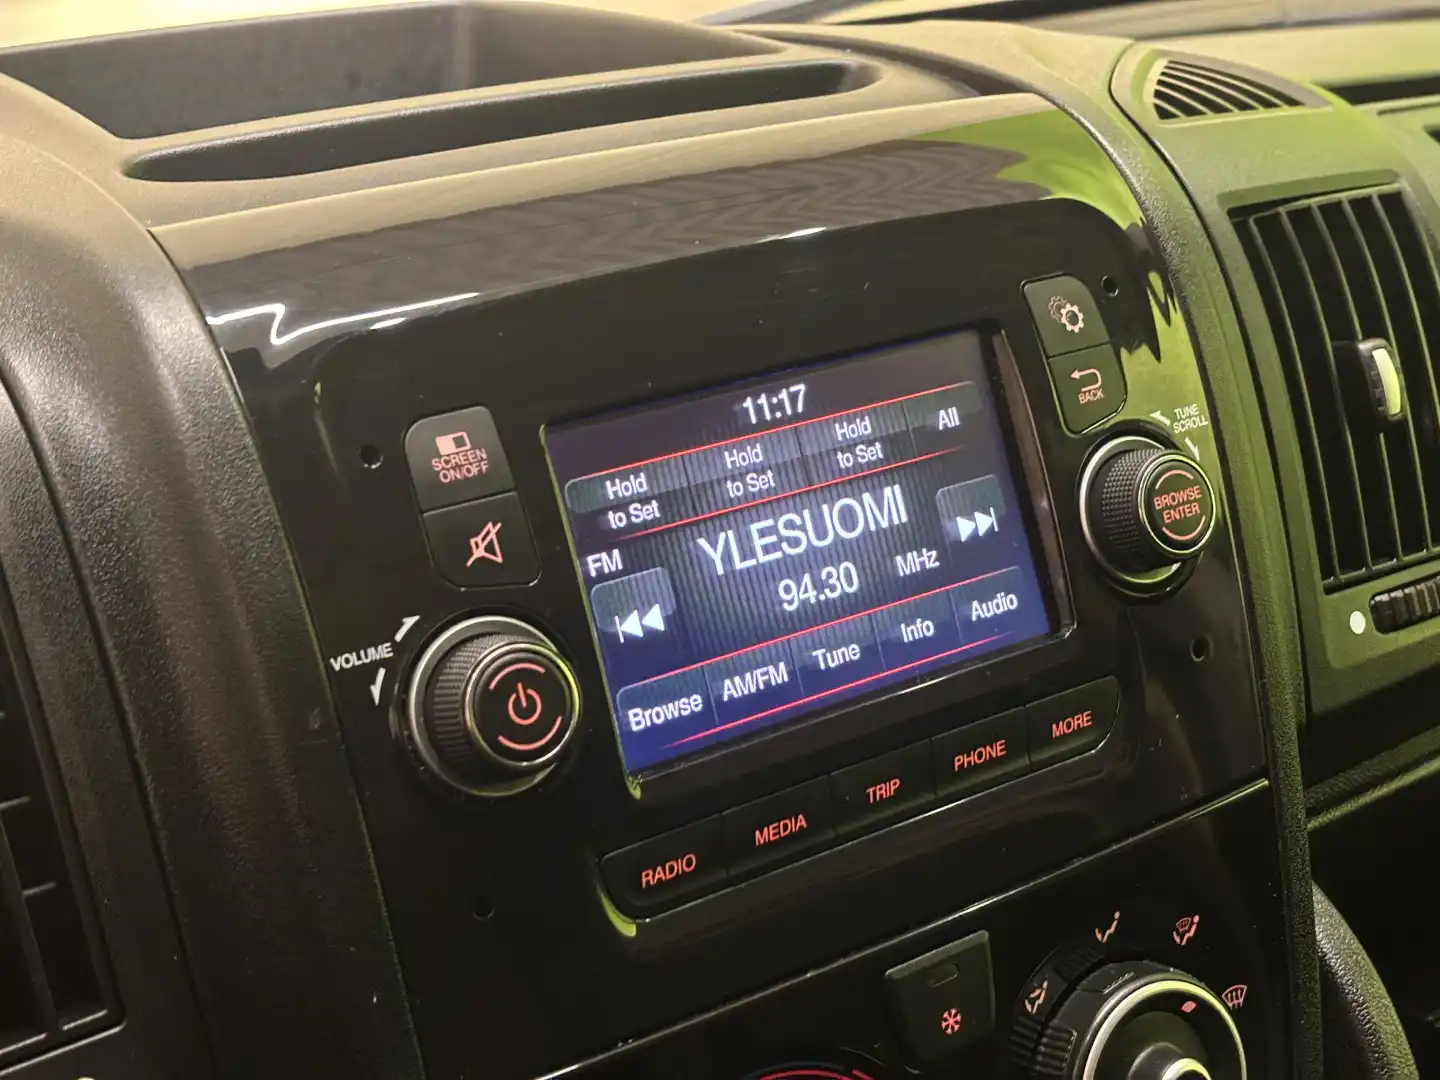 11:17
Hold
to Set
Hold
to Set
Hold
to Set
All
FM
YLESUOMI
94.30 MHz
Browse
AM/FM
Tune
Info
Audio
SCREEN
ON/OFF
VOLUME
BACK
TUNE
SCROLL
BROWSE
ENTER
RADIO
MEDIA
TRIP
PHONE
MORE